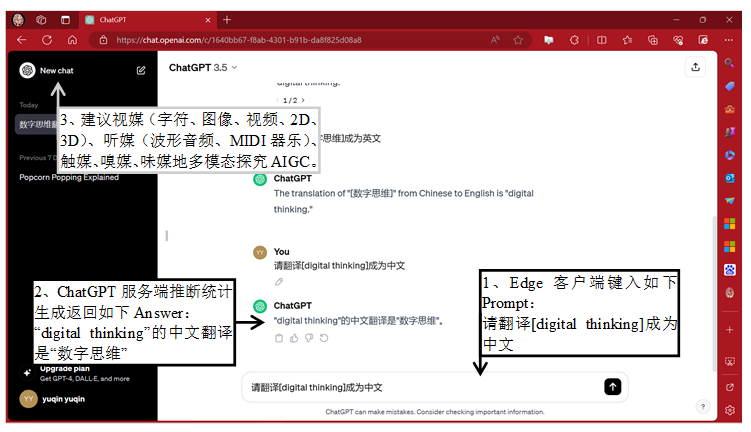 ChatGPT
https://chat.openai.com/c/1640bb67-f8ab-4301-b91b-da8f825d08a8
New chat
Today
数字思维翻
Previous 7 D
Popcorn Popping Explained
3、建议视媒（字符、图像、视频、2D、
3D）、听媒（波形音频、MIDI 器乐）、
触媒、嗅媒、味媒地多模态探究 AIGC。
ChatGPT 3.5
"digital thinking."
1 / 2
思维]成为英文
ChatGPT
The translation of "[数字思维]" from Chinese to English is "digital
thinking."
YY
You
请翻译[digital thinking]成为中文
ChatGPT
"digital thinking"的中文翻译是"数字思维"。
2、ChatGPT 服务端推断统计
生成返回如下 Answer：
“digital thinking”的中文翻译
是“数字思维”
1、Edge 客户端键入如下
Prompt：
请翻译[digital thinking]成为
中文
Upgrade plan
Get GPT-4, DALL·E, and more
YY
yuqin yuqin
请翻译[digital thinking]成为中文
ChatGPT can make mistakes. Consider checking important information.
?